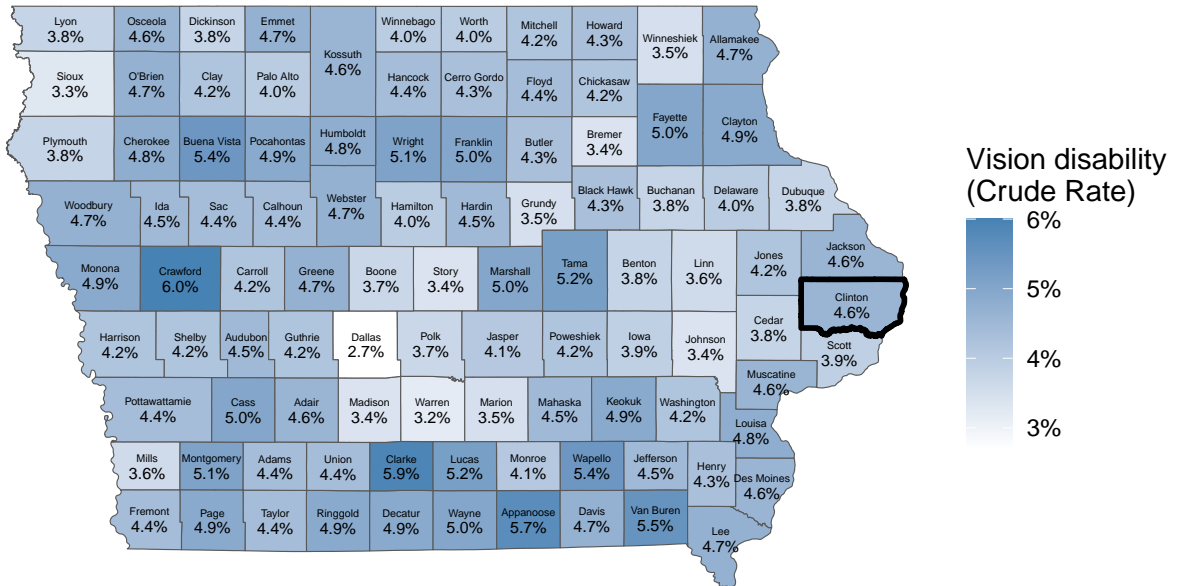 Lyon
3.8%
Osceola
4.6%
Dickinson
3.8%
Emmet
4.7%
Kossuth
4.6%
Winnebago
4.0%
Worth
4.0%
Mitchell
4.2%
Howard
4.3%
Winneshiek
3.5%
Allamakee
4.7%
Sioux
3.3%
O'Brien
4.7%
Clay
4.2%
Palo Alto
4.0%
Hancock
4.4%
Cerro Gordo
4.3%
Floyd
4.4%
Chickasaw
4.2%
Fayette
5.0%
Clayton
4.9%
Plymouth
3.8%
Cherokee
4.8%
Buena Vista
5.4%
Pocahontas
4.9%
Humboldt
4.8%
Wright
5.1%
Franklin
5.0%
Butler
4.3%
Bremer
3.4%
Woodbury
4.7%
Ida
4.5%
Sac
4.4%
Calhoun
4.4%
Webster
4.7%
Hamilton
4.0%
Hardin
4.5%
Grundy
3.5%
Black Hawk
4.3%
Buchanan
3.8%
Delaware
4.0%
Dubuque
3.8%
Monona
4.9%
Crawford
6.0%
Carroll
4.2%
Greene
4.7%
Boone
3.7%
Story
3.4%
Marshall
5.0%
Tama
5.2%
Benton
3.8%
Linn
3.6%
Jones
4.2%
Jackson
4.6%
Clinton
4.6%
Harrison
4.2%
Shelby
4.2%
Audubon
4.5%
Guthrie
4.2%
Dallas
2.7%
Polk
3.7%
Jasper
4.1%
Poweshiek
4.2%
Iowa
3.9%
Johnson
3.4%
Cedar
3.8%
Scott
3.9%
Muscatine
4.6%
Pottawattamie
4.4%
Cass
5.0%
Adair
4.6%
Madison
3.4%
Warren
3.2%
Marion
3.5%
Mahaska
4.5%
Keokuk
4.9%
Washington
4.2%
Louisa
4.8%
Mills
3.6%
Montgomery
5.1%
Adams
4.4%
Union
4.4%
Clarke
5.9%
Lucas
5.2%
Monroe
4.1%
Wapello
5.4%
Jefferson
4.5%
Henry
4.3%
Des Moines
4.6%
Fremont
4.4%
Page
4.9%
Taylor
4.4%
Ringgold
4.9%
Decatur
4.9%
Wayne
5.0%
Appanoose
5.7%
Davis
4.7%
Van Buren
5.5%
Lee
4.7%
Vision disability
(Crude Rate)
6%
5%
4%
3%